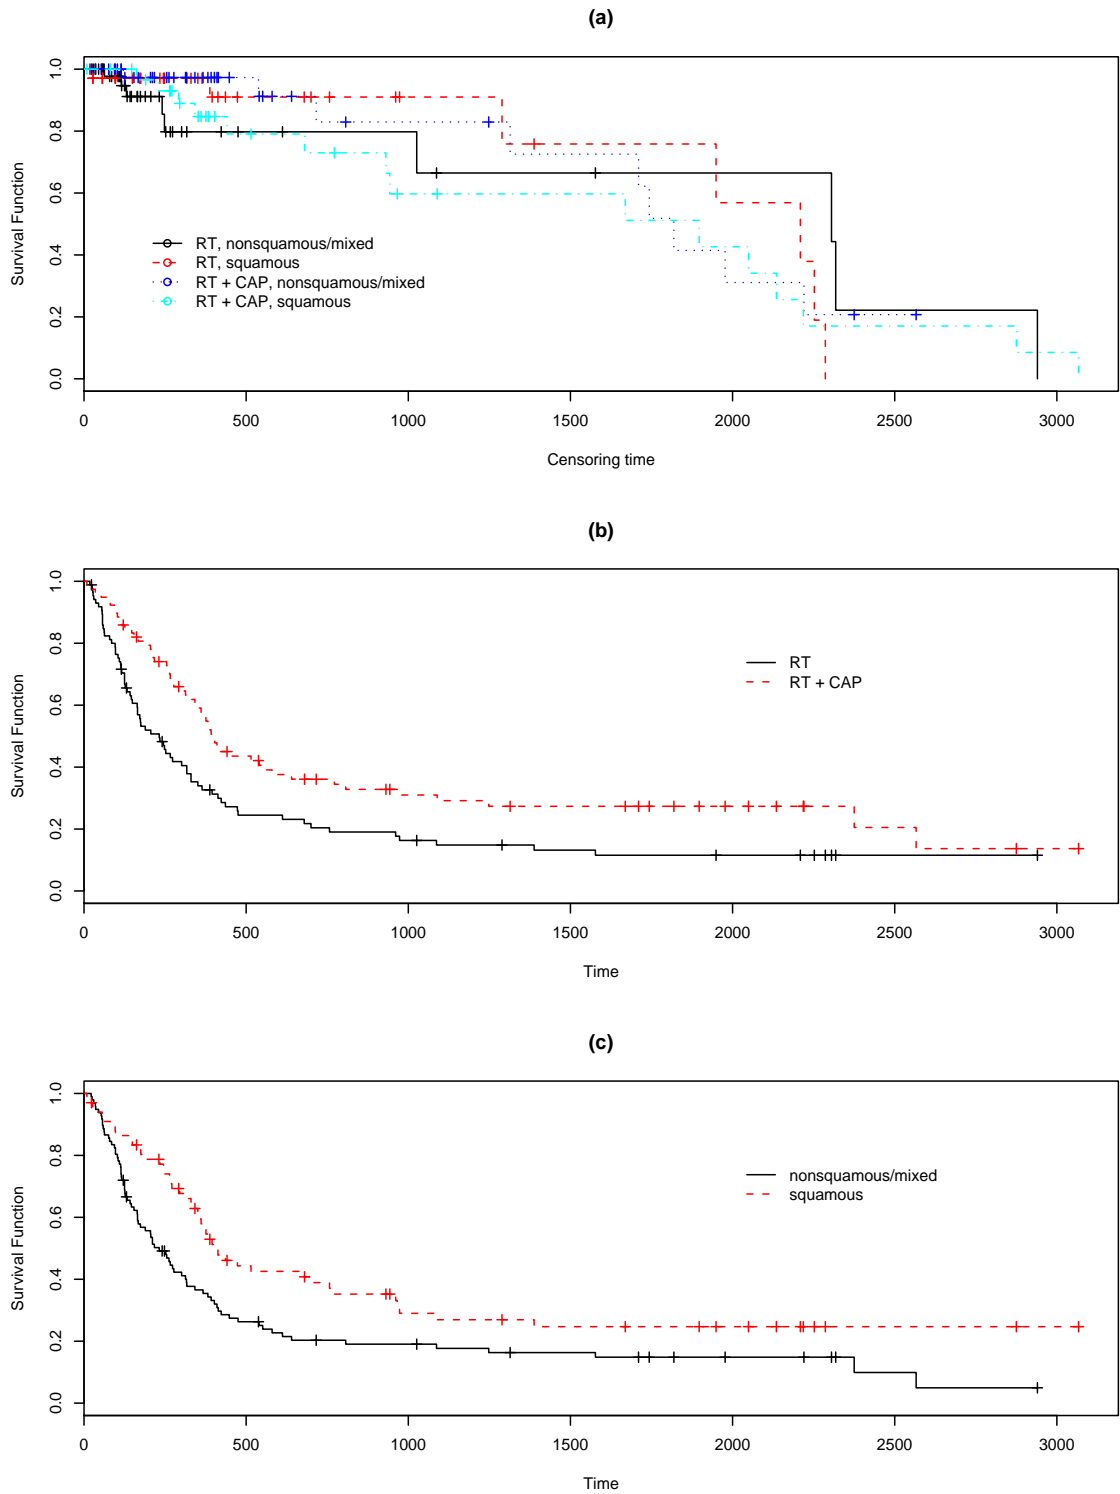 (a)
Survival Function
1.0
0.8
0.6
0.4
0.2
0.0
RT, nonsquamous/mixed
RT, squamous
RT + CAP, nonsquamous/mixed
RT + CAP, squamous
0 500 1000 1500 2000 2500 3000
Censoring time
(b)
Survival Function
1.0
0.8
0.6
0.4
0.2
0.0
RT
RT + CAP
0 500 1000 1500 2000 2500 3000
Time
(c)
Survival Function
1.0
0.8
0.6
0.4
0.2
0.0
nonsquamous/mixed
squamous
0 500 1000 1500 2000 2500 3000
Time